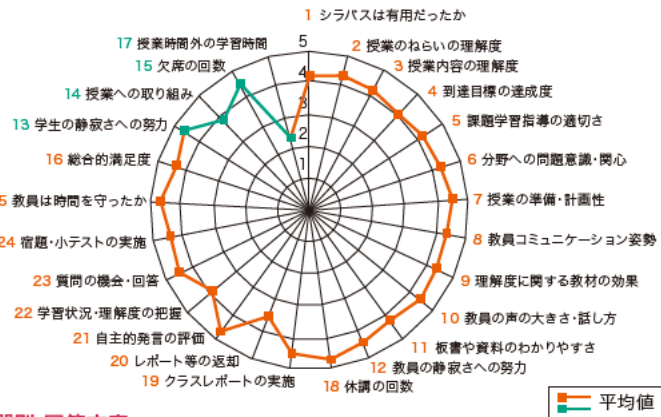 1 シラバスは有用だったか
2 授業のねらいの理解度
3 授業内容の理解度
4 到達目標の達成度
5 課題学習指導の適切さ
6 分野への問題意識・関心
7 授業の準備・計画性
8 教員コミュニケーション姿勢
9 理解度に関する教材の効果
10 教員の声の大きさ・話し方
11 板書や資料のわかりやすさ
12 教員の静寂さへの努力
18 休講の回数
19 クラスレポートの実施
20 レポート等の返却
21 自主的発言の評価
22 学習状況・理解度の把握
23 質問の機会・回答
24 宿題・小テストの実施
5 教員は時間を守ったか
16 総合的満足度
13 学生の静寂さへの努力
14 授業への取り組み
15 欠席の回数
17 授業時間外の学習時間
5
4
3
2
1
平均値